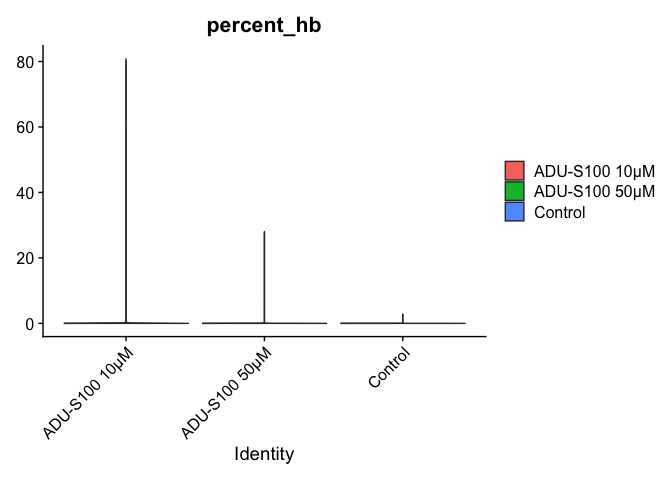 percent_hb
80
60
40
20
0
ADU-S100 10µM
ADU-S100 50µM
Control
Identity
ADU-S100 10µM
ADU-S100 50µM
Control